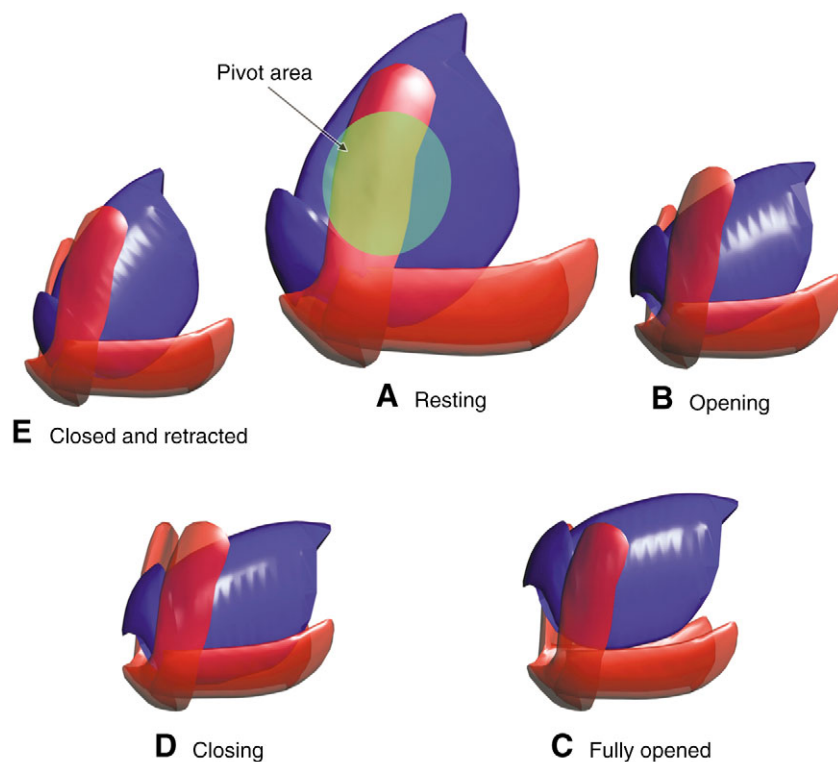 Pivot area
A Resting
B Opening
E Closed and retracted
D Closing
C Fully opened